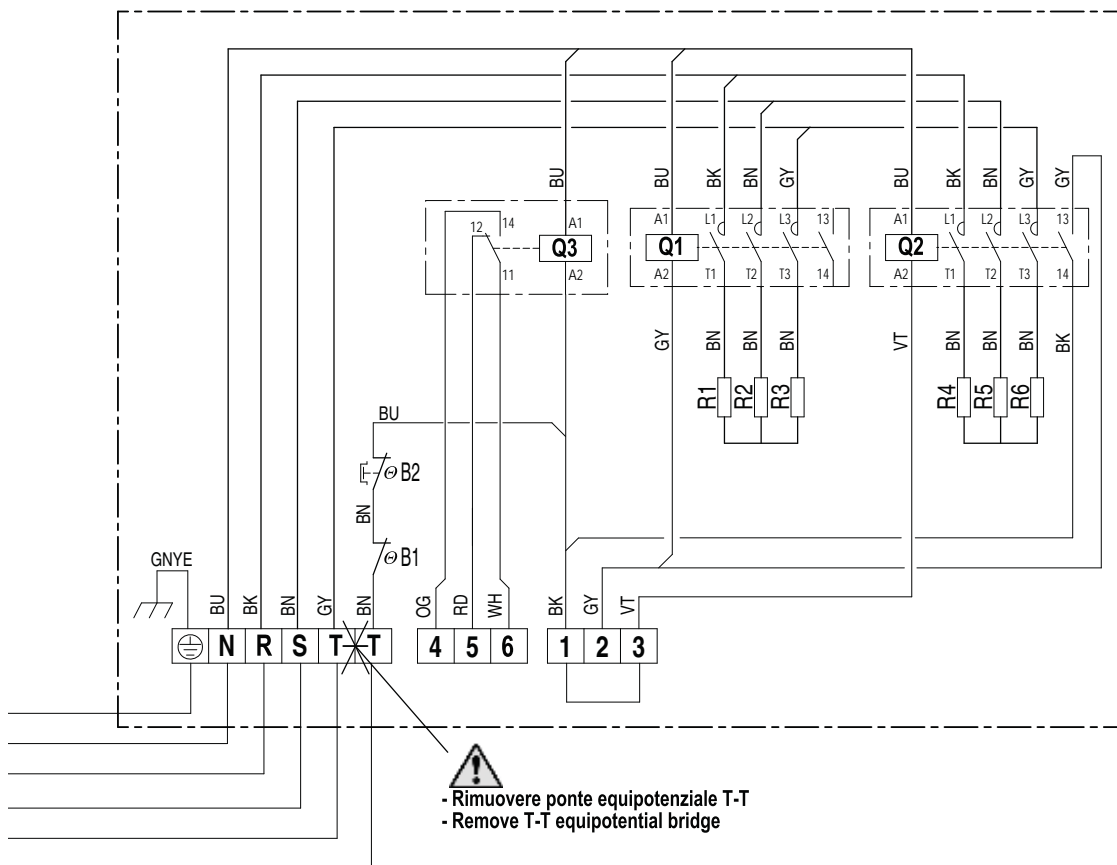 BU BU BK BN GY BU BK BN GY GY
14 A1 A1 L1 L2 L3 13 A1 L1 L2 L3 13
12
Q3 Q1 Q2
11 A2 A2 T1 T2 T3 14 A2 T1 T2 T3 14
GY BN BN BN VT BN BN BN BK
R1 R2 R3 R4 R5 R6
BU
Θ B2
BN
Θ B1
GNYE
BU BK BN GY BN OG RD WH BK GY VT
N R S T T 4 5 6 1 2 3
- Rimuovere ponte equipotenziale T-T
- Remove T-T equipotential bridge